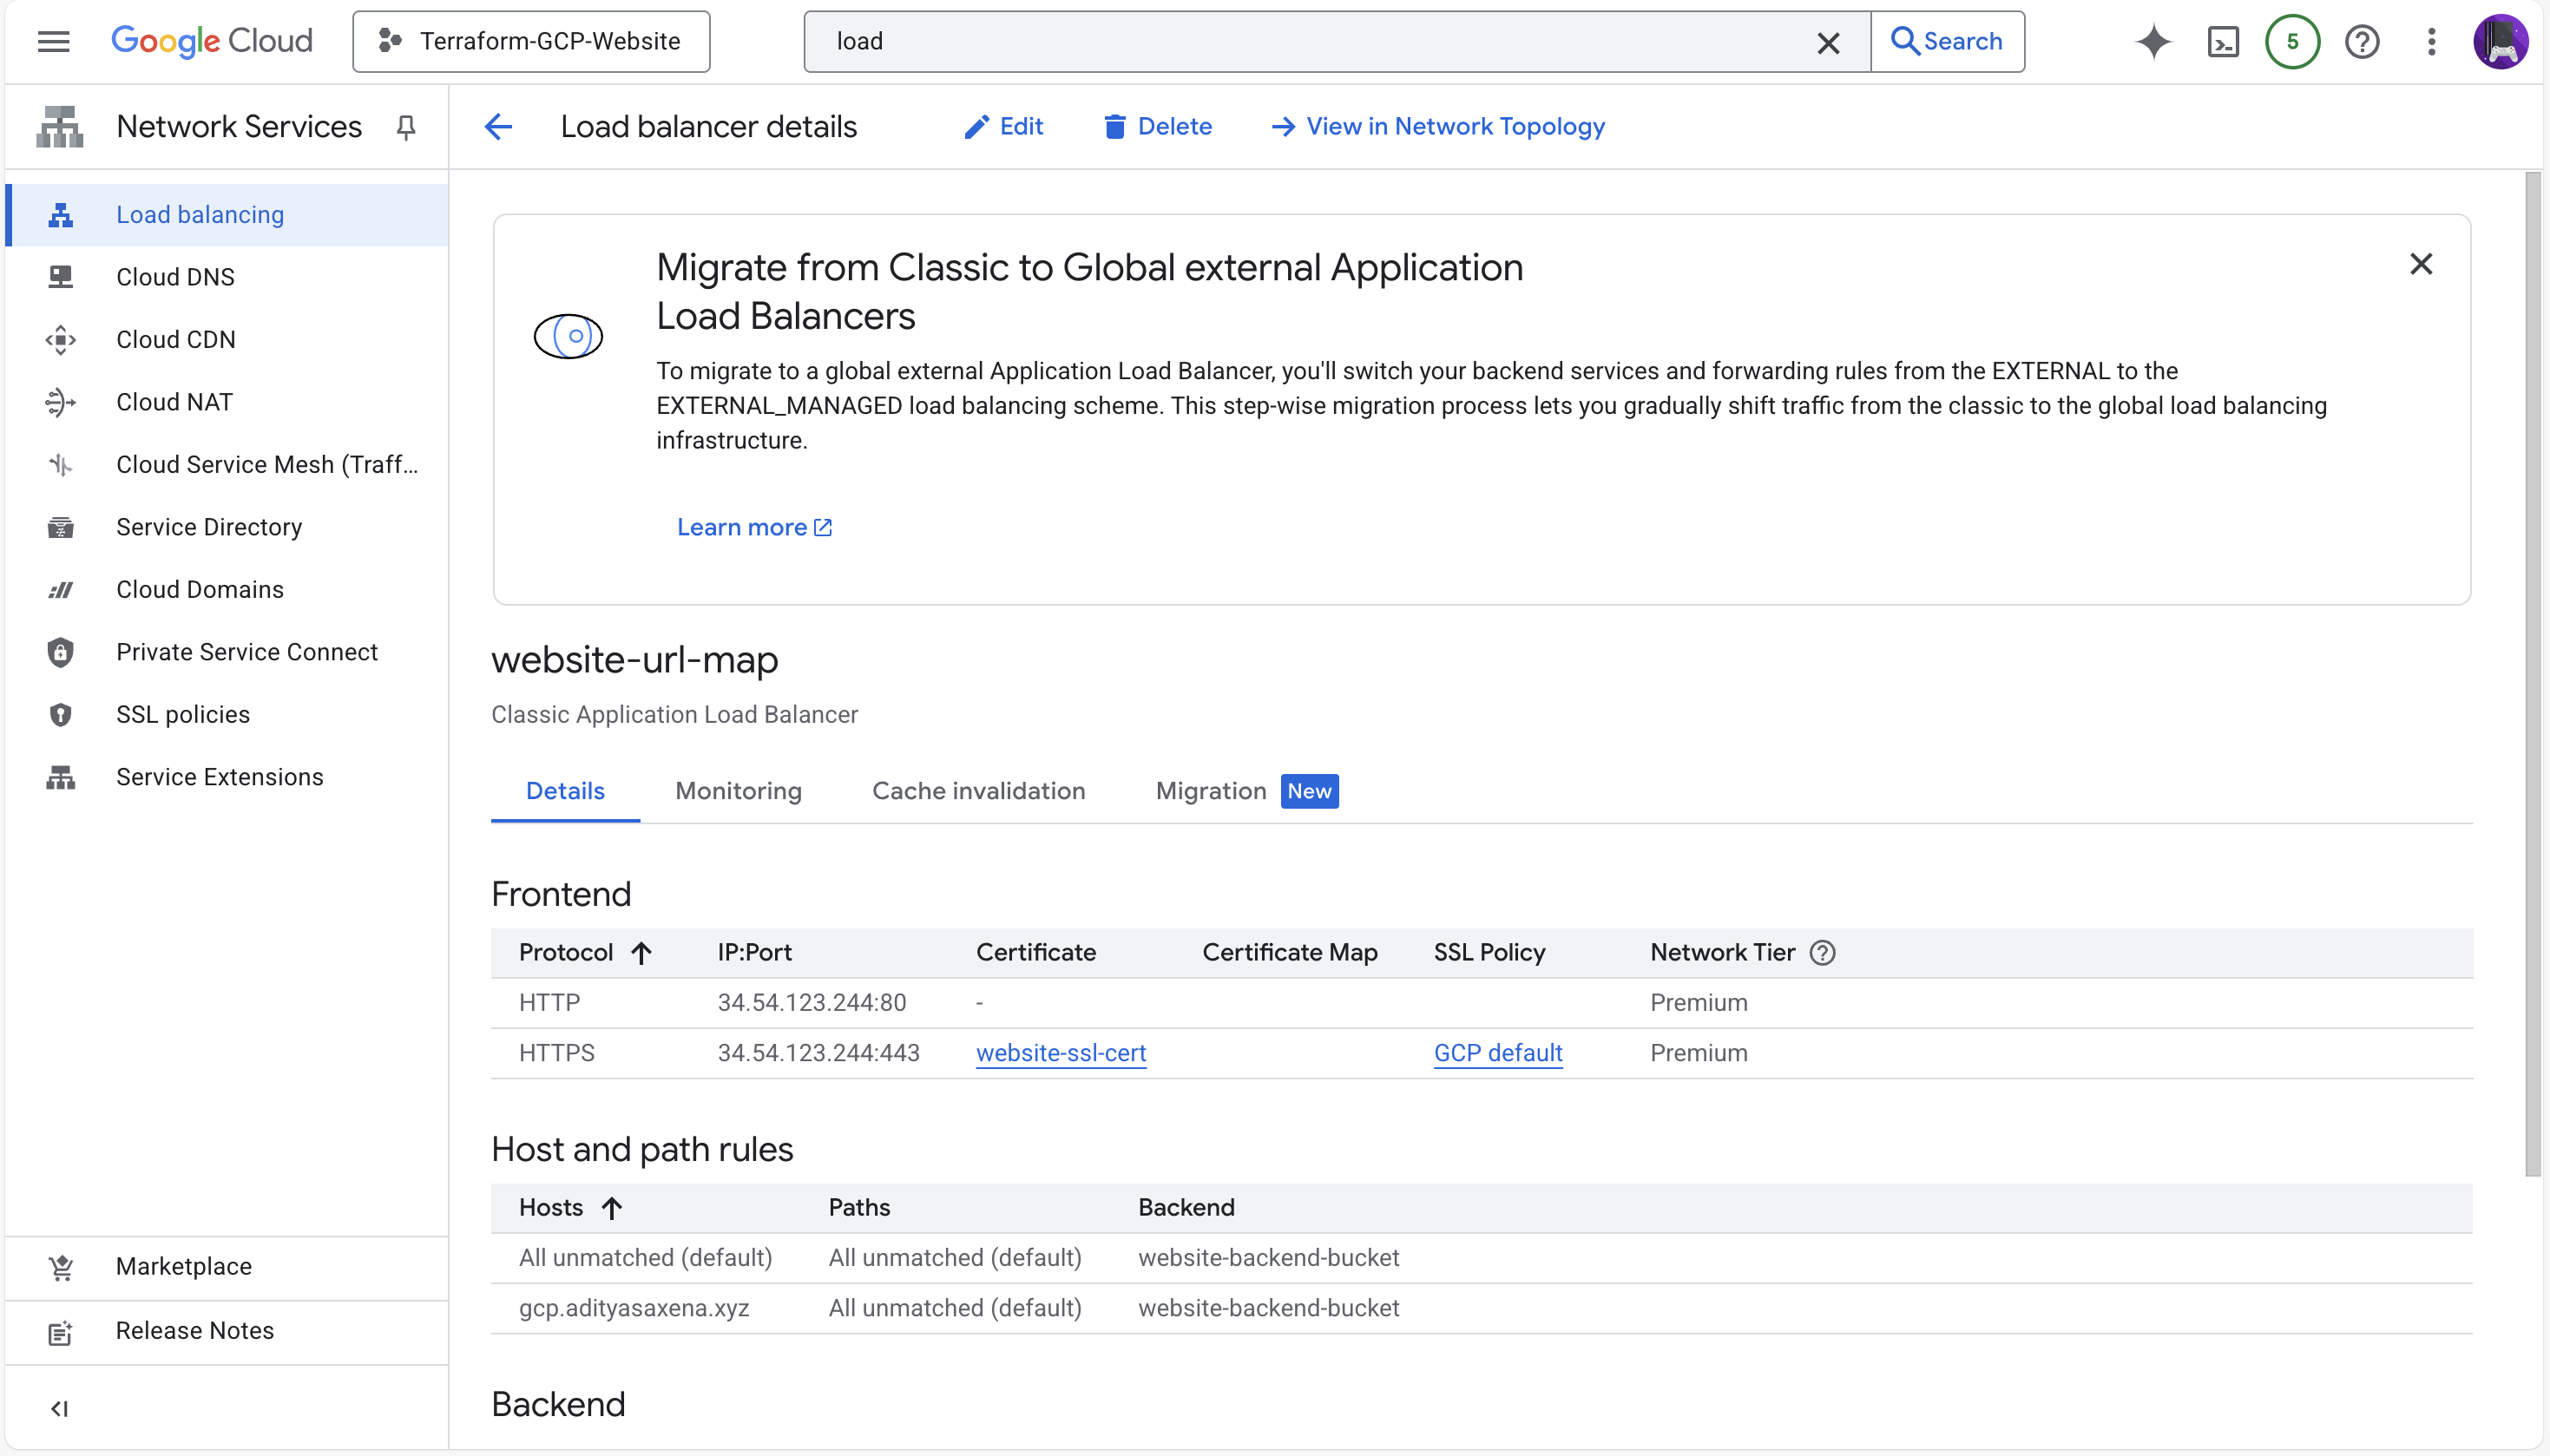 Google Cloud
Terraform-GCP-Website
load
Search
5
Network Services
Load balancer details
Edit
Delete
View in Network Topology
Load balancing
Cloud DNS
Cloud CDN
Cloud NAT
Cloud Service Mesh (Traff...
Service Directory
Cloud Domains
Private Service Connect
SSL policies
Service Extensions
Marketplace
Release Notes
Migrate from Classic to Global external Application
Load Balancers
To migrate to a global external Application Load Balancer, you'll switch your backend services and forwarding rules from the EXTERNAL to the
EXTERNAL_MANAGED load balancing scheme. This step-wise migration process lets you gradually shift traffic from the classic to the global load balancing
infrastructure.
Learn more
website-url-map
Classic Application Load Balancer
Details Monitoring Cache invalidation Migration New
Frontend
Protocol IP:Port Certificate Certificate Map SSL Policy Network Tier
HTTP 34.54.123.244:80 - Premium
HTTPS 34.54.123.244:443 website-ssl-cert GCP default Premium
Host and path rules
Hosts Paths Backend
All unmatched (default) All unmatched (default) website-backend-bucket
gcp.adityasaxena.xyz All unmatched (default) website-backend-bucket
Backend